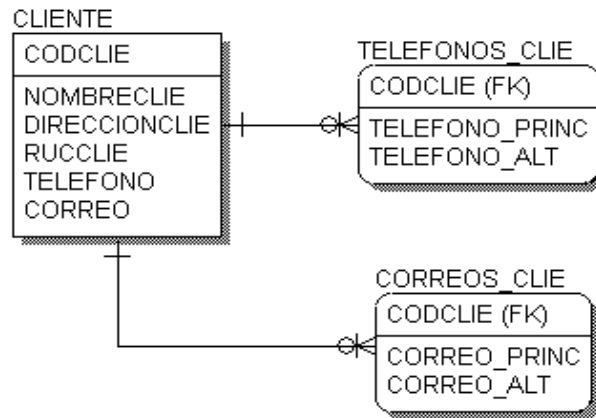 CLIENTE
CODCLIE
NOMBRECLIE
DIRECCIONCLIE
RUCCLIE
TELEFONO
CORREO
TELEFONOS_CLIE
CODCLIE (FK)
TELEFONO_PRINC
TELEFONO_ALT
CORREOS_CLIE
CODCLIE (FK)
CORREO_PRINC
CORREO_ALT